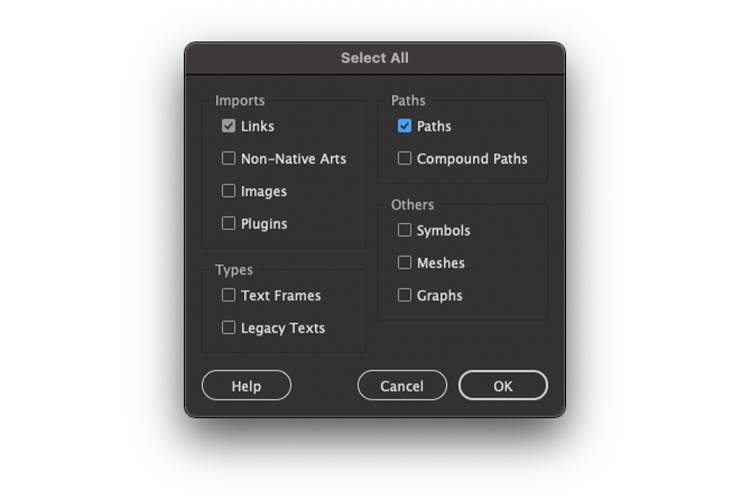 Select All
Imports
Links
Non-Native Arts
Images
Plugins
Types
Text Frames
Legacy Texts
Paths
Paths
Compound Paths
Others
Symbols
Meshes
Graphs
Help
Cancel
OK